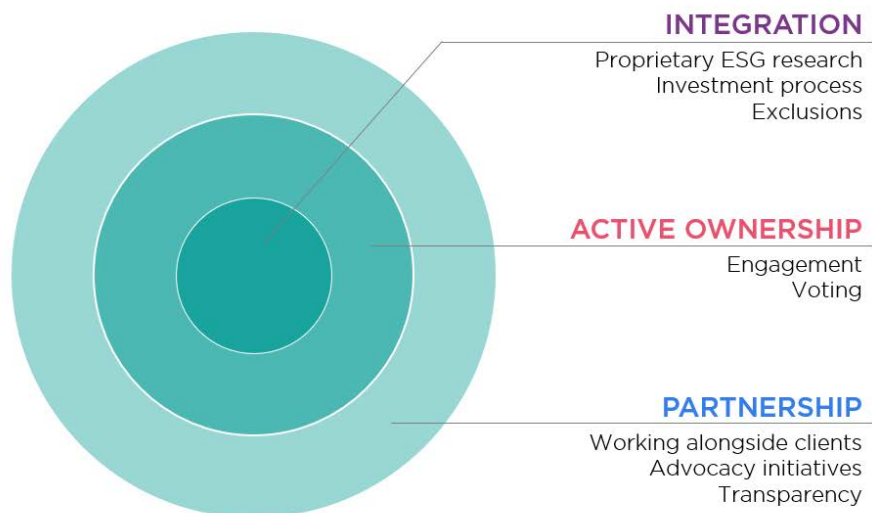 INTEGRATION
Proprietary ESG research
Investment process
Exclusions
ACTIVE OWNERSHIP
Engagement
Voting
PARTNERSHIP
Working alongside clients
Advocacy initiatives
Transparency